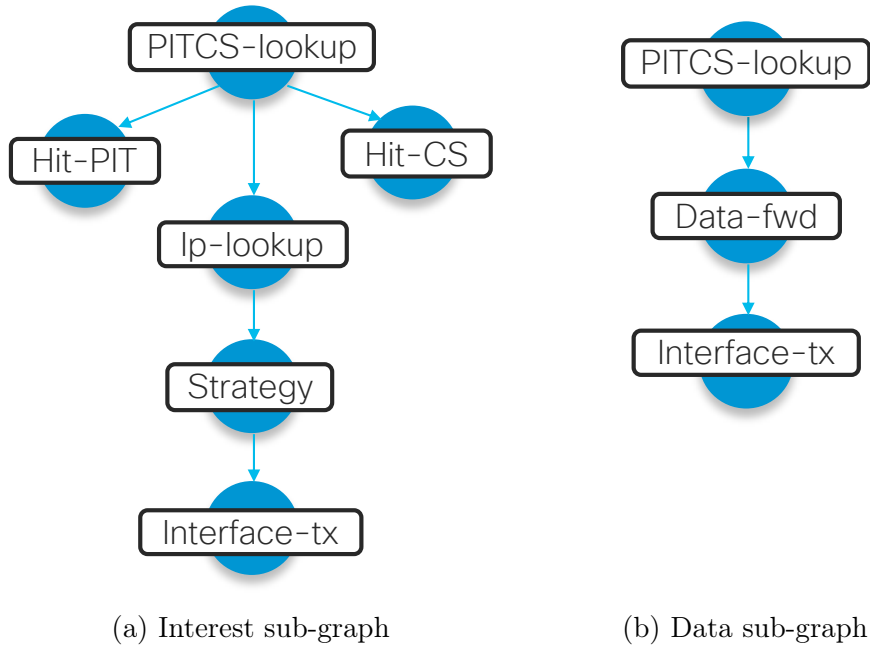 PITCS-lookup
Hit-PIT
Hit-CS
Ip-lookup
Strategy
Interface-tx
(a) Interest sub-graph
PITCS-lookup
Data-fwd
Interface-tx
(b) Data sub-graph